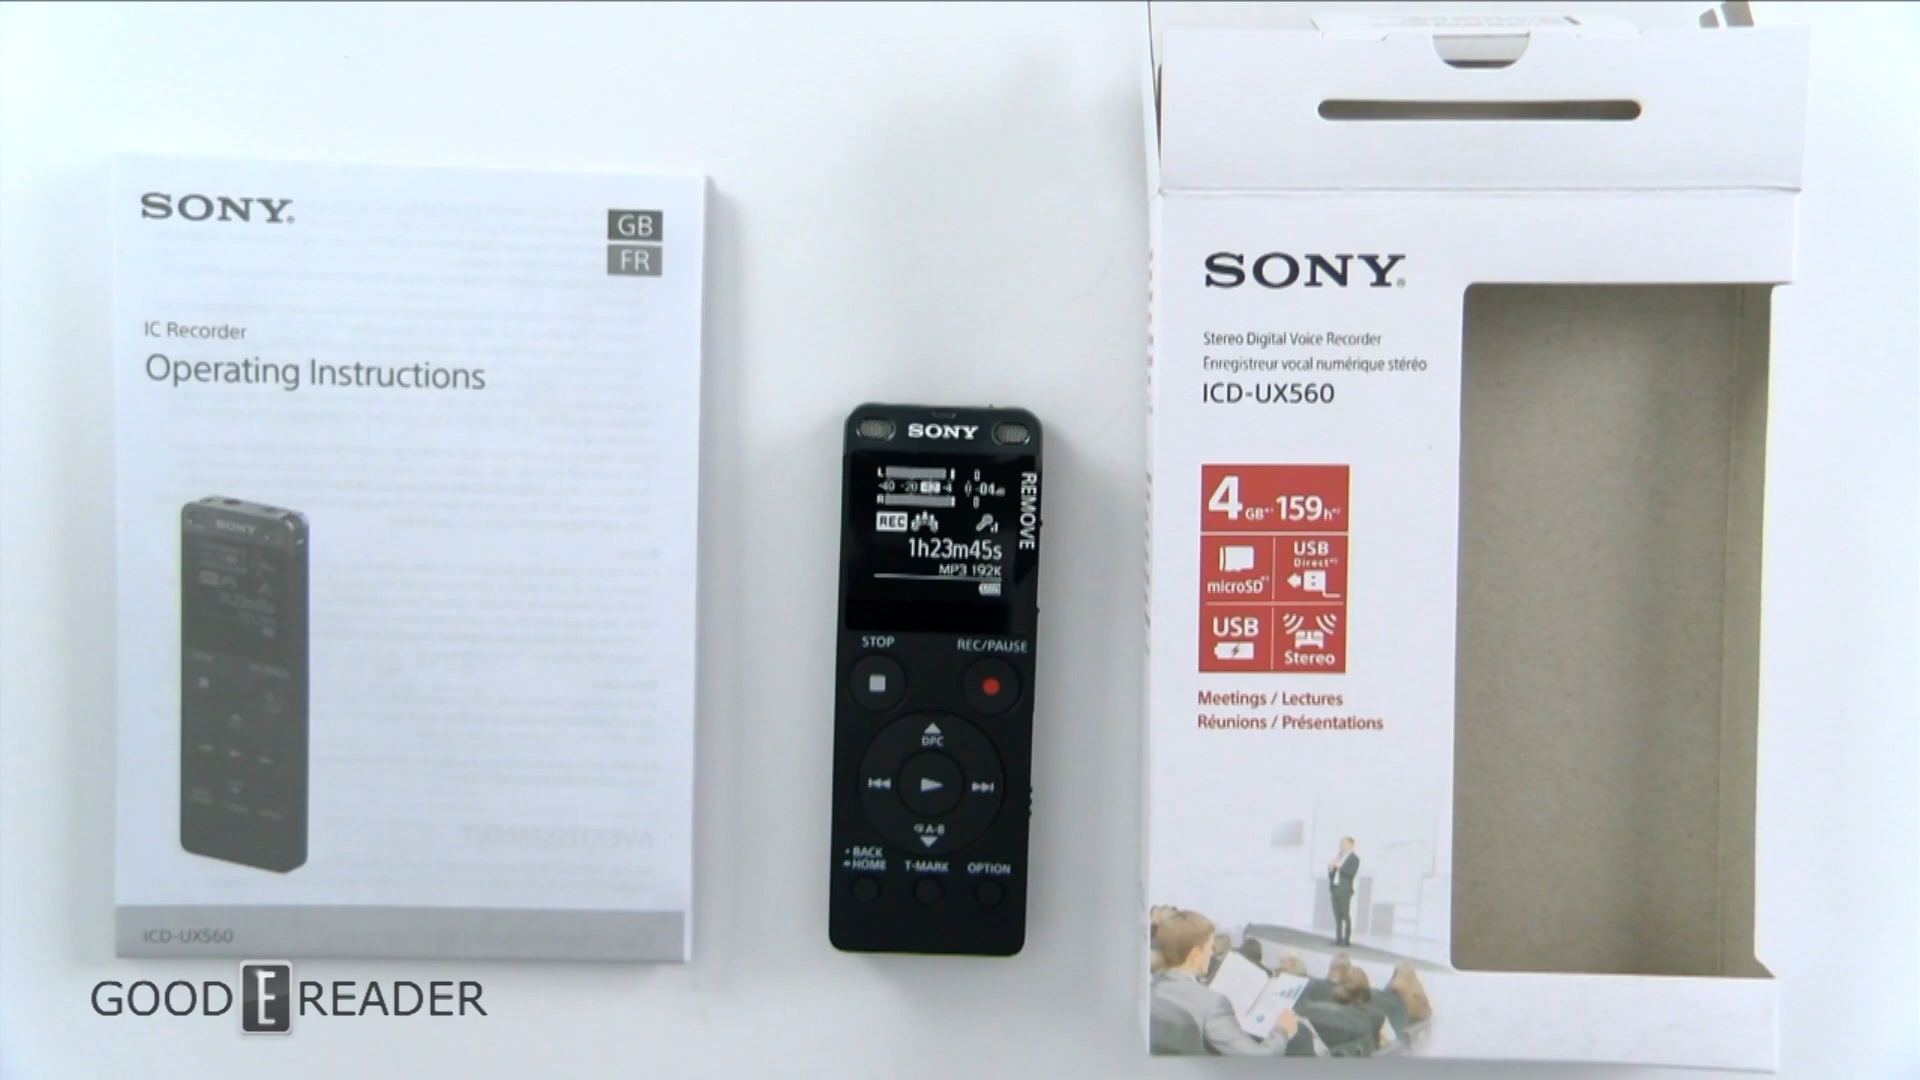 SONY
GB
FR
IC Recorder
Operating Instructions
SONY
ICD-UX560
GOOD E READER
SONY
L
-40 -20 -12 -4
R
REC
1h23m45s
MP3 192K
REMOVE
STOP
REC/PAUSE
DPC
A-B
BACK
HOME
T-MARK
OPTION
SONY
Stereo Digital Voice Recorder
Enregistreur vocal numérique stéréo
ICD-UX560
4 GB 159 h
microSD
USB
Direct
USB
Stereo
Meetings / Lectures
Réunions / Présentations